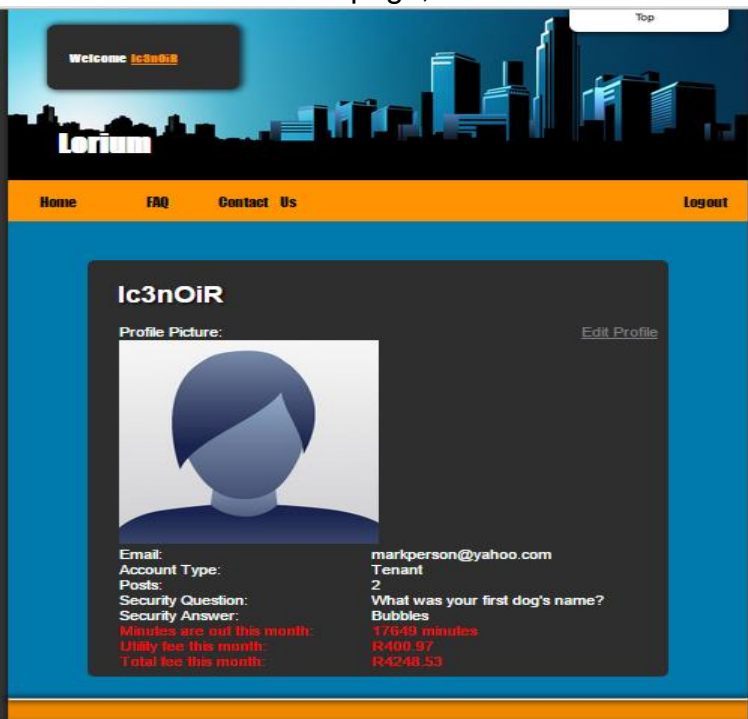 Top
Welcome Ic3nOiR
Lorium
Home FAQ Contact Us Logout
Ic3nOiR
Profile Picture: Edit Profile
Email: markperson@yahoo.com
Account Type: Tenant
Posts: 2
Security Question: What was your first dog's name?
Security Answer: Bubbles
Minutes are out this month: 17649 minutes
Utility fee this month: R400.97
Total fee this month: R4248.53